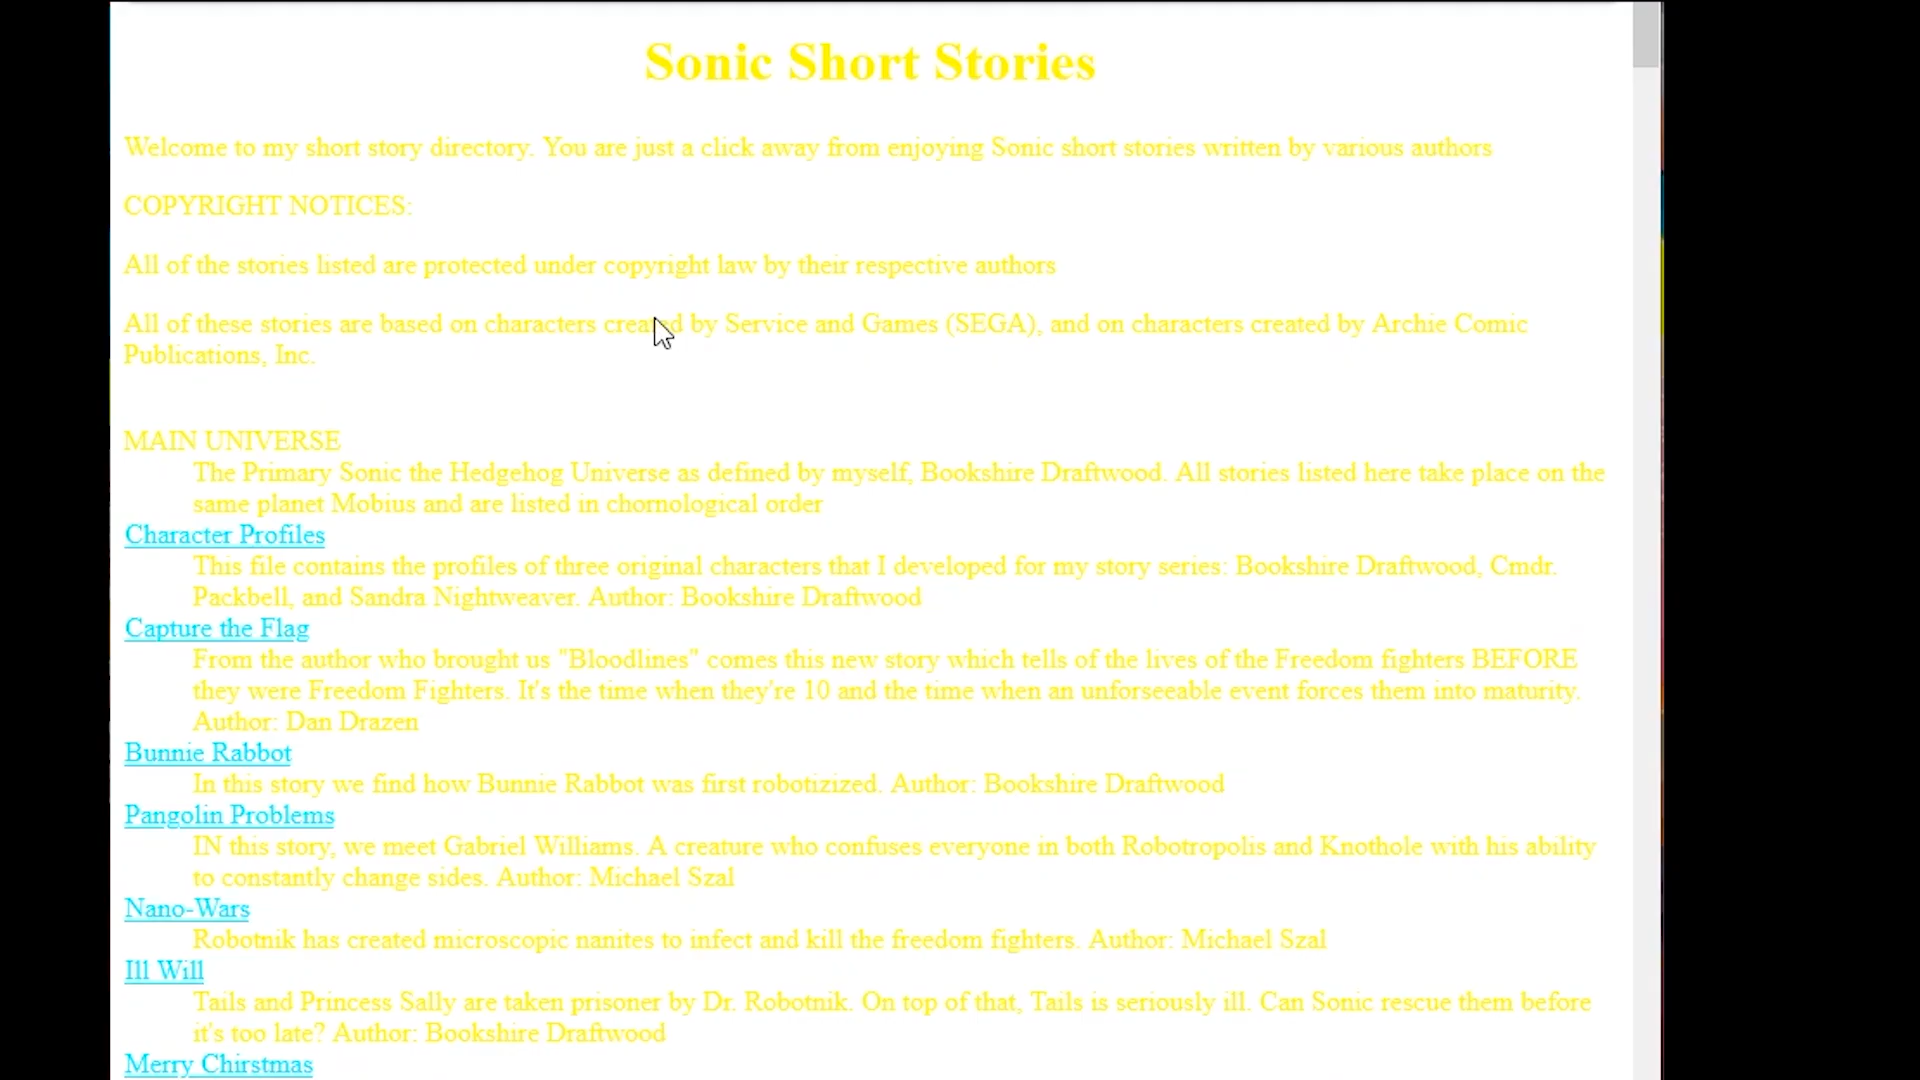 Sonic Short Stories
Welcome to my short story directory. You are just a click away from enjoying Sonic short stories written by various authors
COPYRIGHT NOTICES:
All of the stories listed are protected under copyright law by their respective authors
All of these stories are based on characters created by Service and Games (SEGA), and on characters created by Archie Comic
Publications, Inc.
MAIN UNIVERSE
The Primary Sonic the Hedgehog Universe as defined by myself, Bookshire Draftwood. All stories listed here take place on the
same planet Mobius and are listed in chornological order
Character Profiles
This file contains the profiles of three original characters that I developed for my story series: Bookshire Draftwood, Cmdr.
Packbell, and Sandra Nightweaver. Author: Bookshire Draftwood
Capture the Flag
From the author who brought us "Bloodlines" comes this new story which tells of the lives of the Freedom fighters BEFORE
they were Freedom Fighters. It's the time when they're 10 and the time when an unforseeable event forces them into maturity.
Author: Dan Drazen
Bunnie Rabbot
In this story we find how Bunnie Rabbot was first robotizized. Author: Bookshire Draftwood
Pangolin Problems
IN this story, we meet Gabriel Williams. A creature who confuses everyone in both Robotropolis and Knothole with his ability
to constantly change sides. Author: Michael Szal
Nano-Wars
Robotnik has created microscopic nanites to infect and kill the freedom fighters. Author: Michael Szal
Ill Will
Tails and Princess Sally are taken prisoner by Dr. Robotnik. On top of that, Tails is seriously ill. Can Sonic rescue them before
it's too late? Author: Bookshire Draftwood
Merry Chirstmas